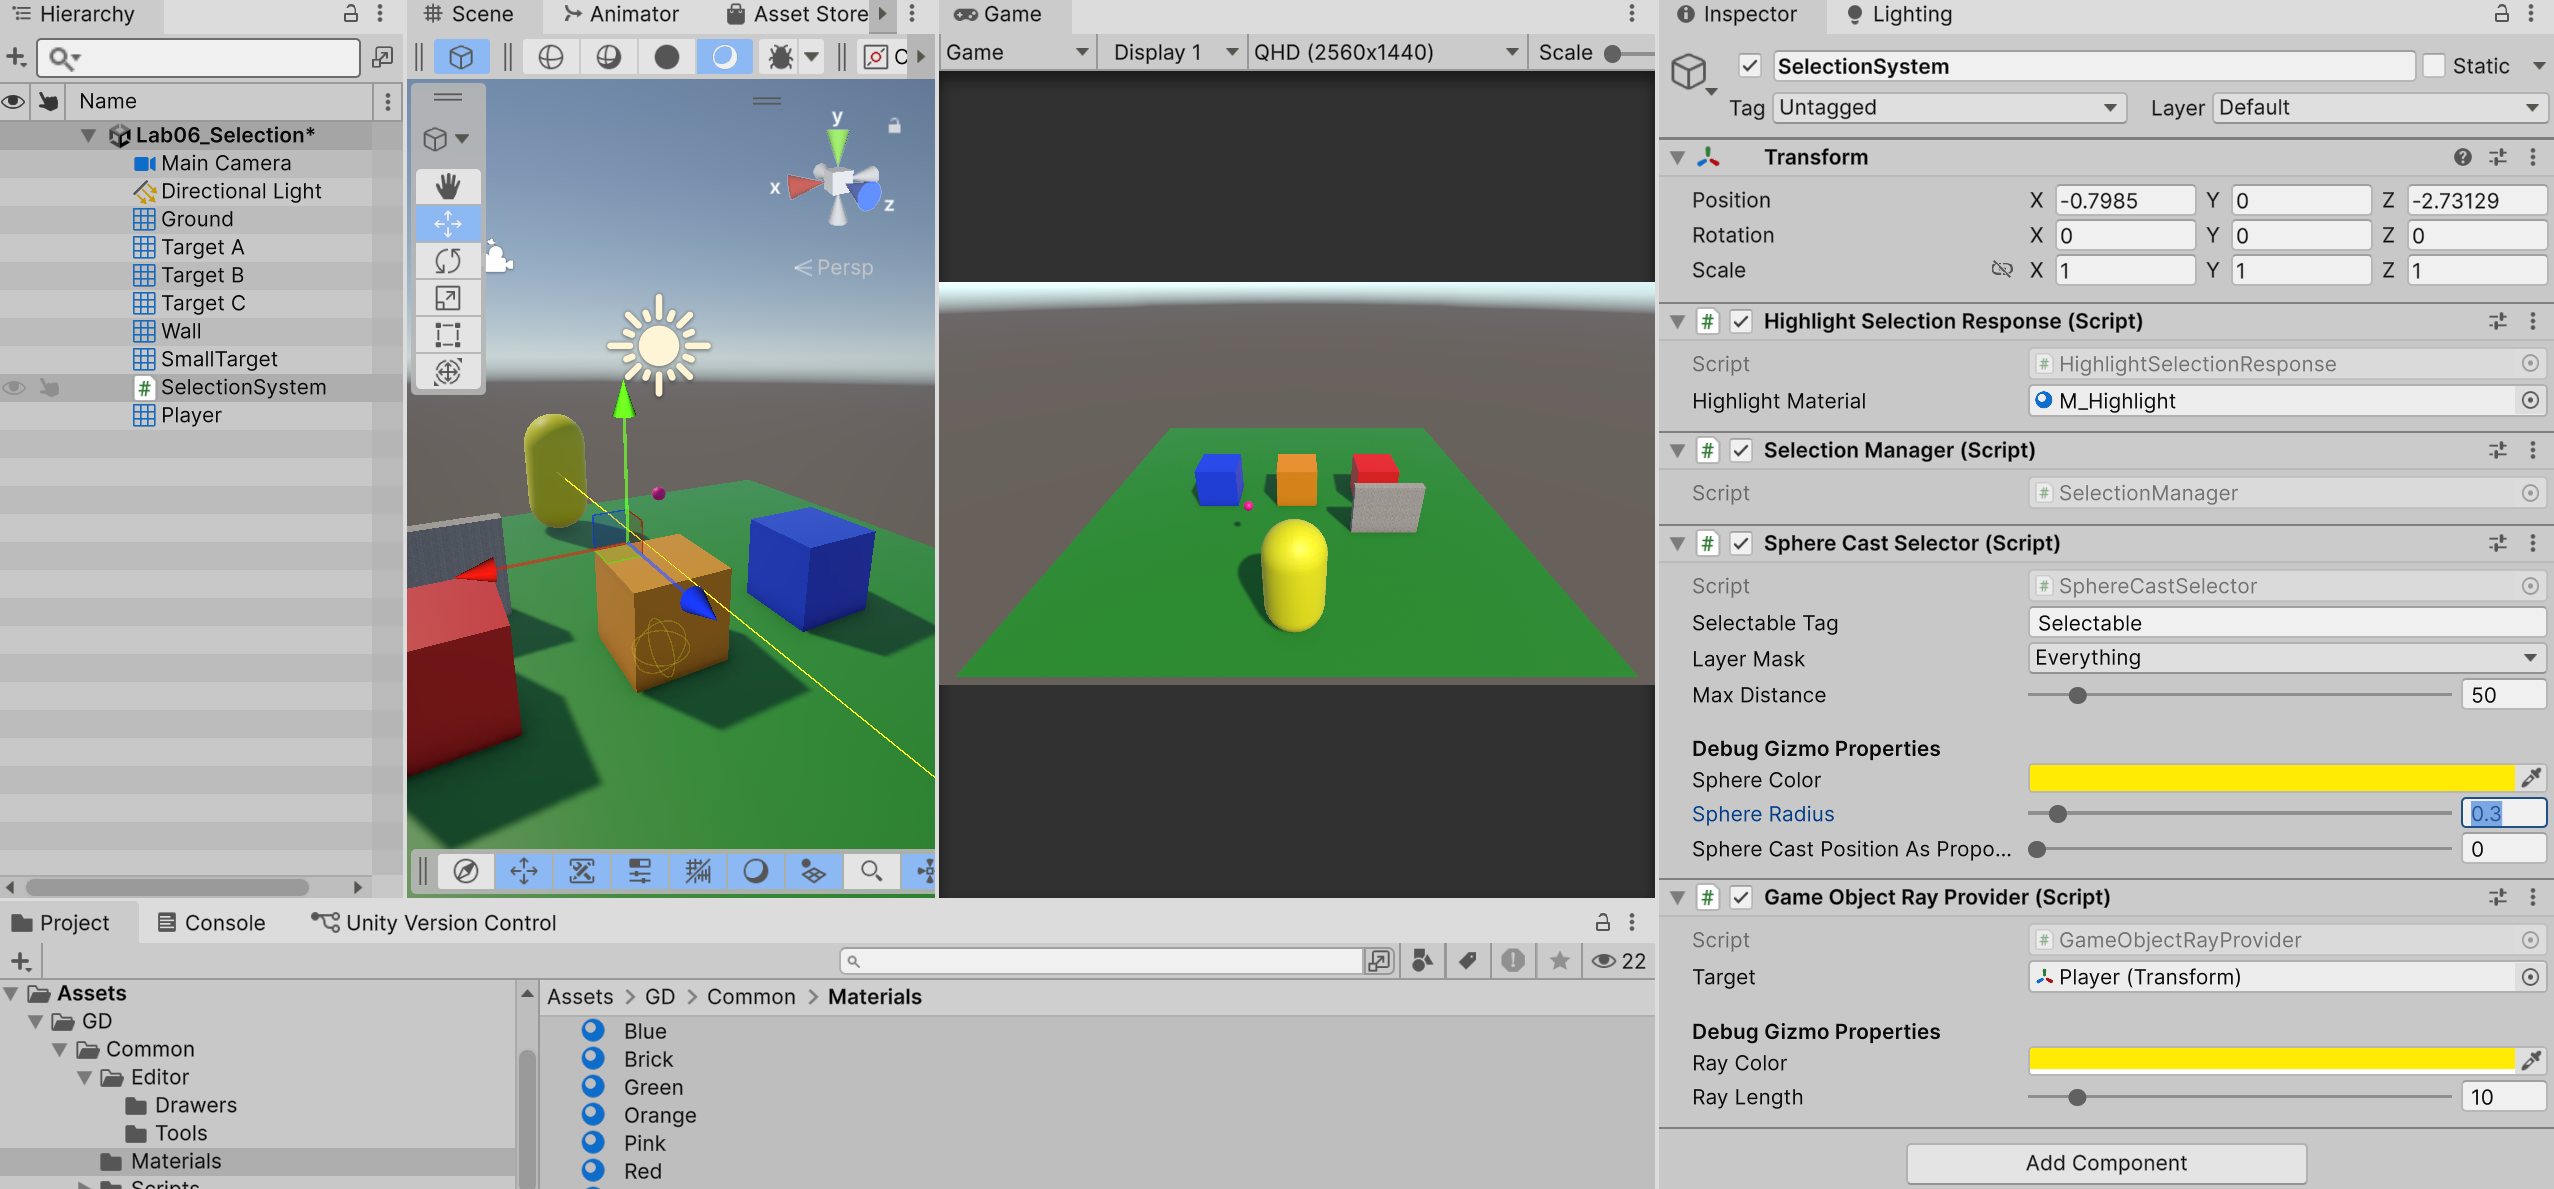 Hierarchy
Name
Lab06_Selection*
Main Camera
Directional Light
Ground
Target A
Target B
Target C
Wall
SmallTarget
SelectionSystem
Player
Scene
Animator
Asset Store
C
y
x
z
Persp
Game
Game
Display 1
QHD (2560x1440)
Scale
Inspector
Lighting
SelectionSystem
Static
Tag
Untagged
Layer
Default
Transform
Position X -0.7985 Y 0 Z -2.73129
Rotation X 0 Y 0 Z 0
Scale X 1 Y 1 Z 1
# Highlight Selection Response (Script)
Script # HighlightSelectionResponse
Highlight Material M_Highlight
# Selection Manager (Script)
Script # SelectionManager
# Sphere Cast Selector (Script)
Script # SphereCastSelector
Selectable Tag Selectable
Layer Mask Everything
Max Distance 50
Debug Gizmo Properties
Sphere Color
Sphere Radius 0.3
Sphere Cast Position As Propo... 0
# Game Object Ray Provider (Script)
Script # GameObjectRayProvider
Target Player (Transform)
Debug Gizmo Properties
Ray Color
Ray Length 10
Add Component
Project
Console
Unity Version Control
22
Assets
GD
Common
Editor
Drawers
Tools
Materials
Scripts
Assets > GD > Common > Materials
Blue
Brick
Green
Orange
Pink
Red